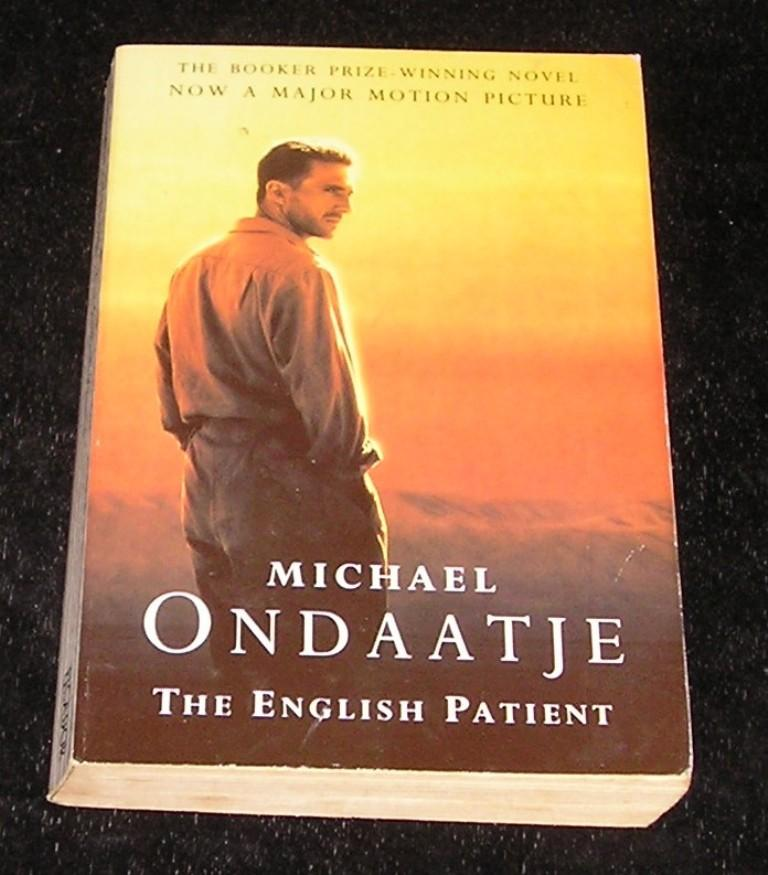 THE BOOKER PRIZE-WINNING NOVEL
NOW A MAJOR MOTION PICTURE
MICHAEL
ONDAATJE
THE ENGLISH PATIENT